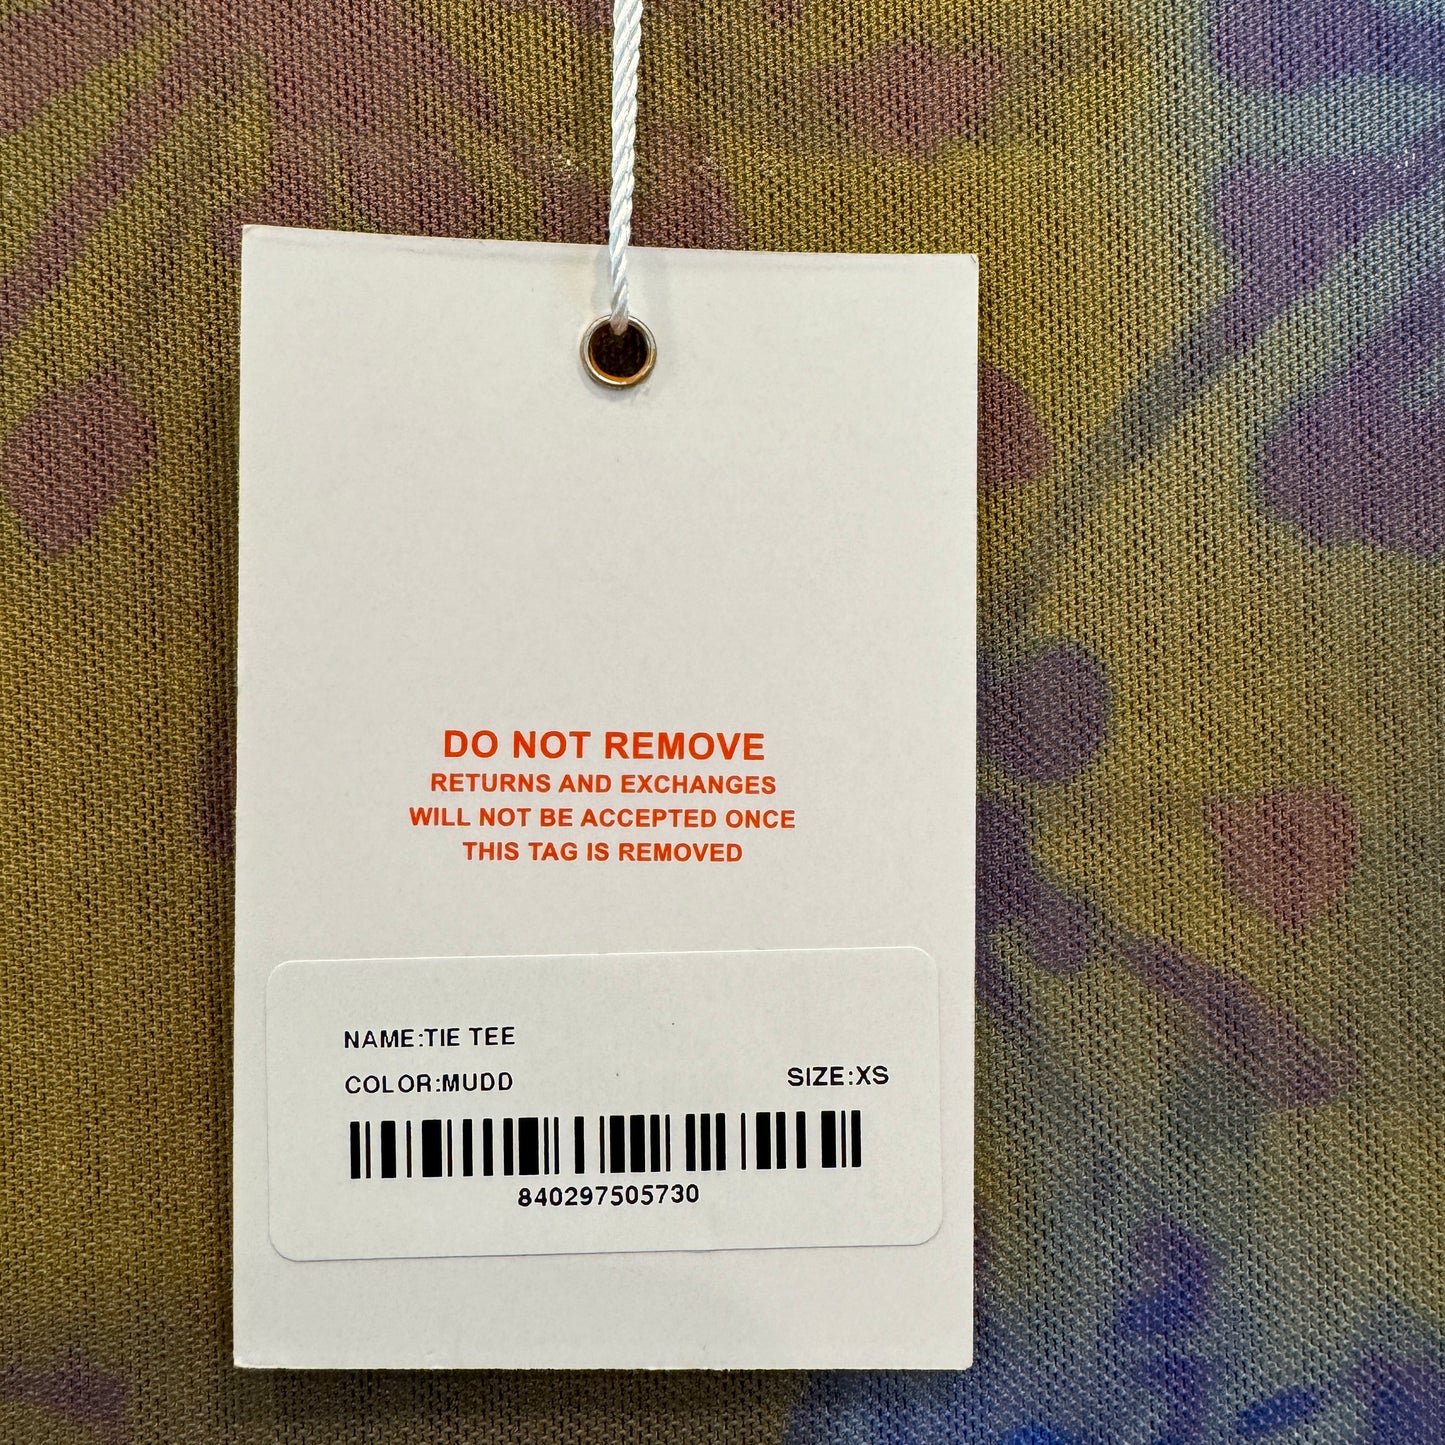 DO NOT REMOVE
RETURNS AND EXCHANGES
WILL NOT BE ACCEPTED ONCE
THIS TAG IS REMOVED
NAME:TIE TEE
COLOR:MUDD
SIZE:XS
840297505730